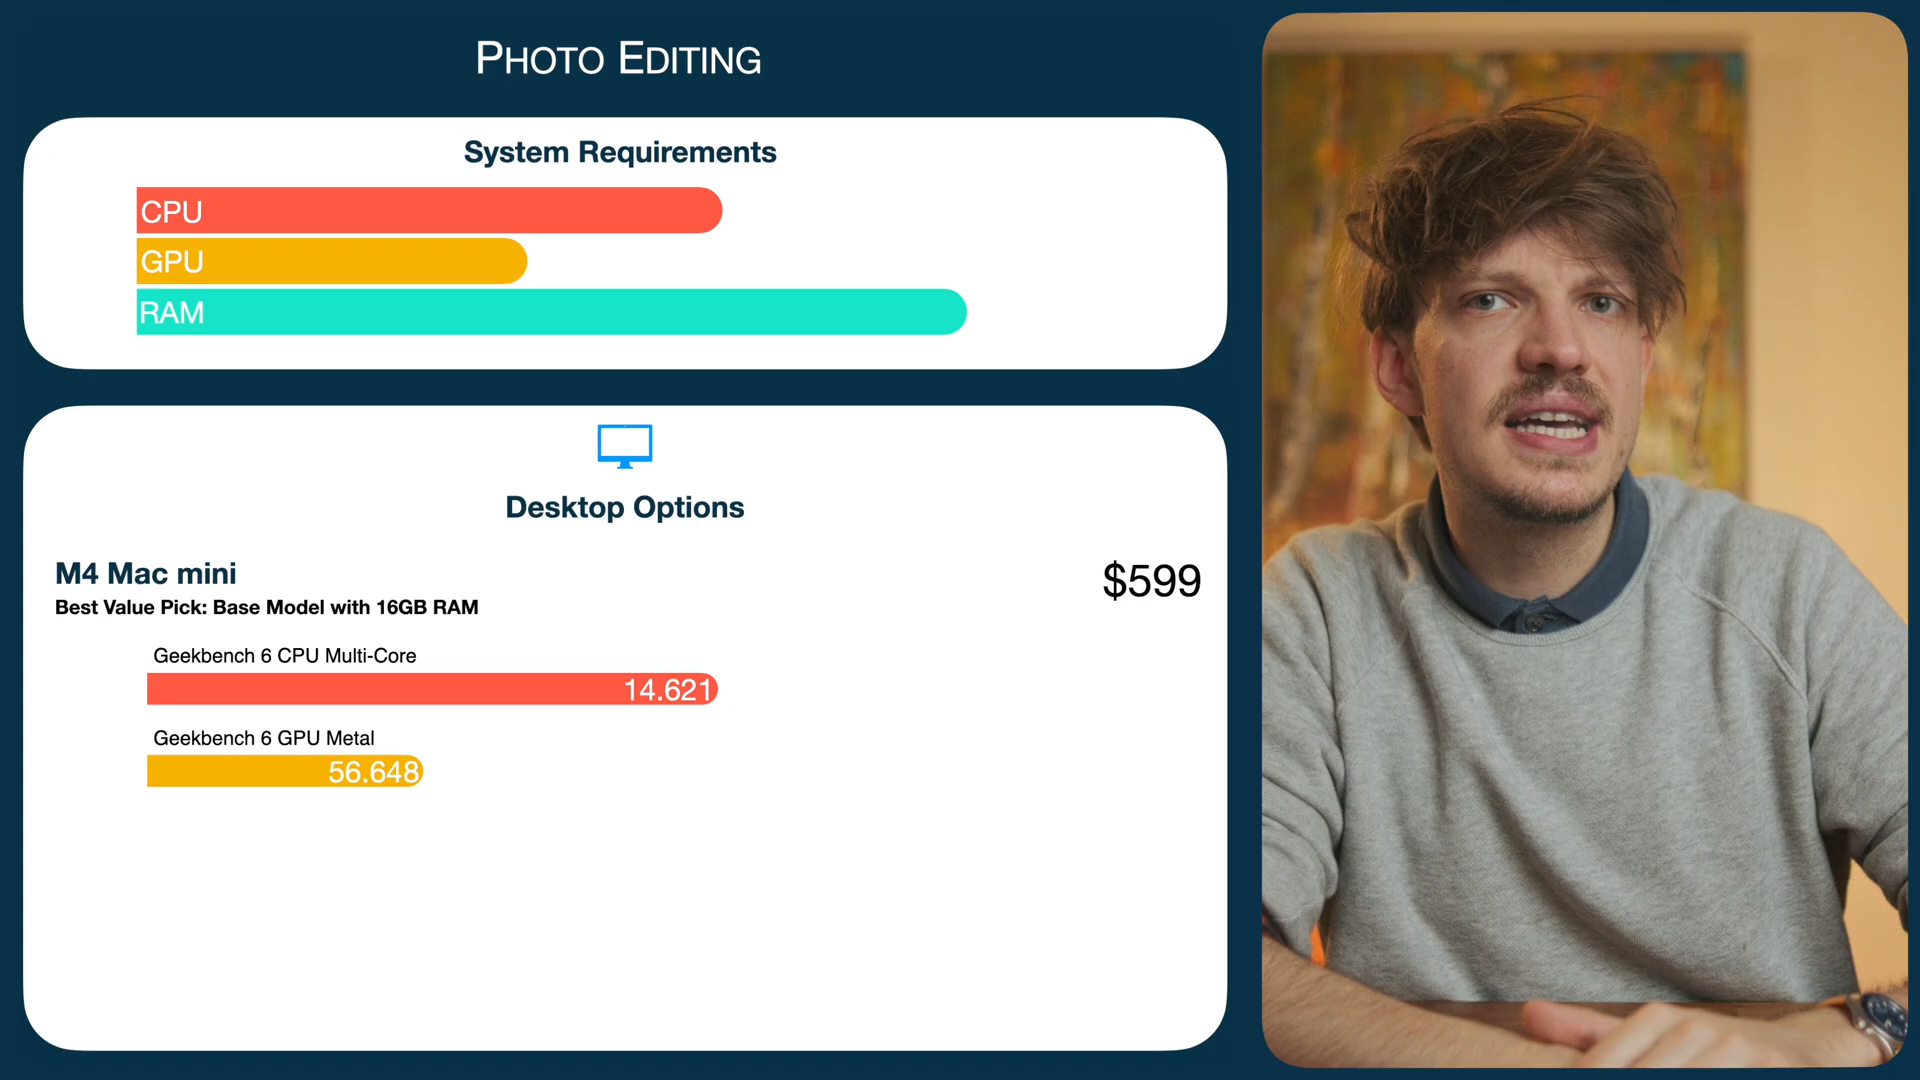 PHOTO EDITING
System Requirements
CPU
GPU
RAM
Desktop Options
M4 Mac mini
$599
Best Value Pick: Base Model with 16GB RAM
Geekbench 6 CPU Multi-Core
14.621
Geekbench 6 GPU Metal
56.648